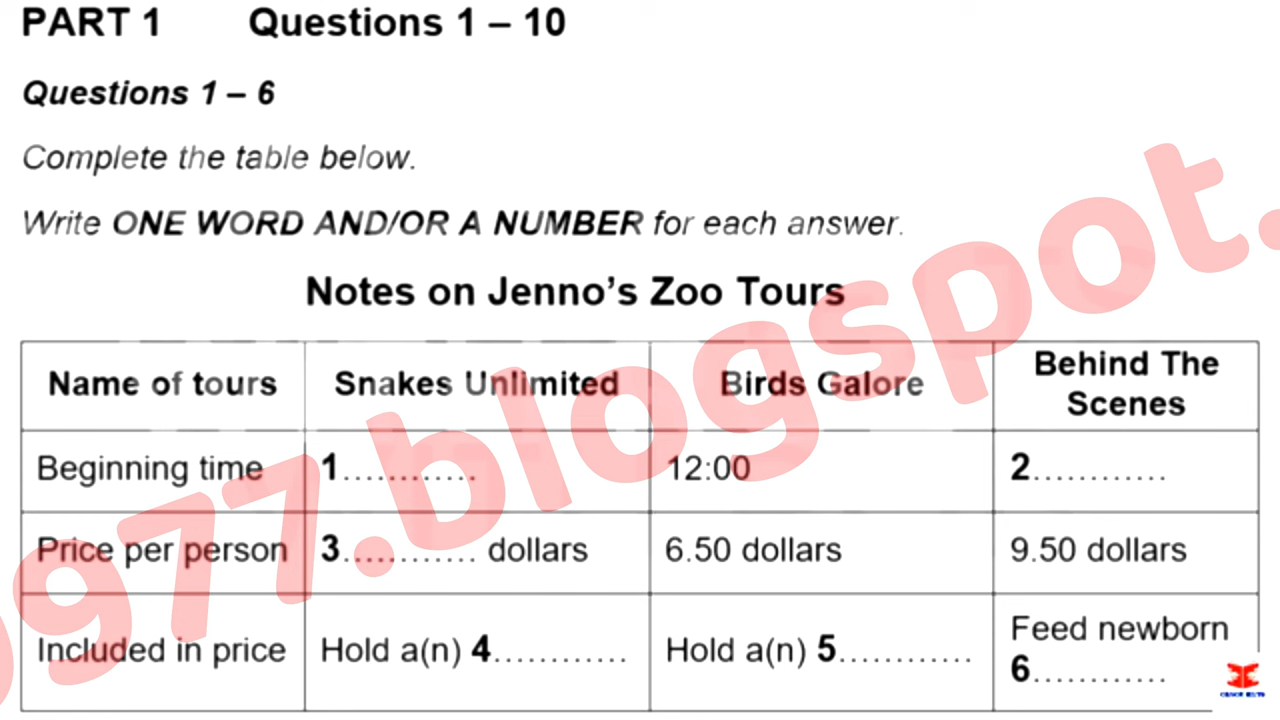 PART 1 Questions 1 – 10
Questions 1 – 6
Complete the table below.
Write ONE WORD AND/OR A NUMBER for each answer.
Notes on Jenno's Zoo Tours
Name of tours Snakes Unlimited Birds Galore Behind The Scenes
Beginning time 1............ 12:00 2............
Price per person 3............ dollars 6.50 dollars 9.50 dollars
Included in price Hold a(n) 4............ Hold a(n) 5............ Feed newborn 6............
9977.blogspot.